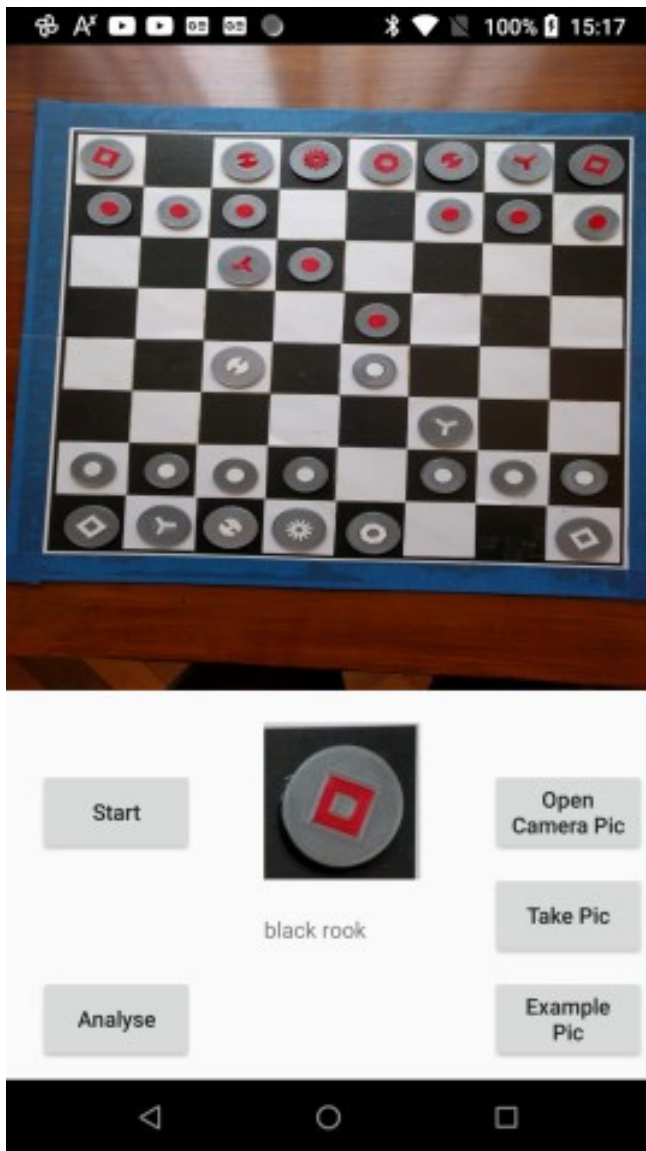 100% 15:17
Start
Open
Camera Pic
black rook
Take Pic
Analyse
Example
Pic